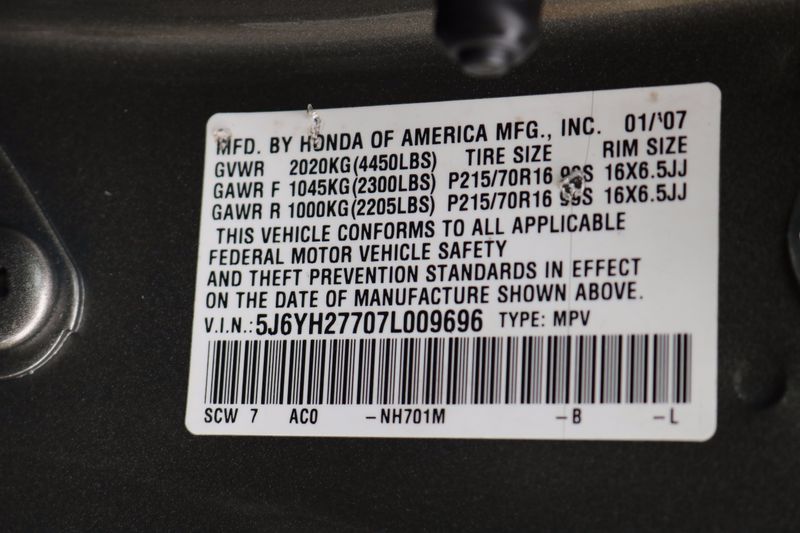 MFD. BY HONDA OF AMERICA MFG., INC. 01/'07
GVWR 2020KG(4450LBS) TIRE SIZE RIM SIZE
GAWR F 1045KG(2300LBS) P215/70R16 99S 16X6.5JJ
GAWR R 1000KG(2205LBS) P215/70R16 99S 16X6.5JJ
THIS VEHICLE CONFORMS TO ALL APPLICABLE
FEDERAL MOTOR VEHICLE SAFETY
AND THEFT PREVENTION STANDARDS IN EFFECT
ON THE DATE OF MANUFACTURE SHOWN ABOVE.
V.I.N.:5J6YH27707L009696 TYPE: MPV
SCW 7 AC0 –NH701M –B –L